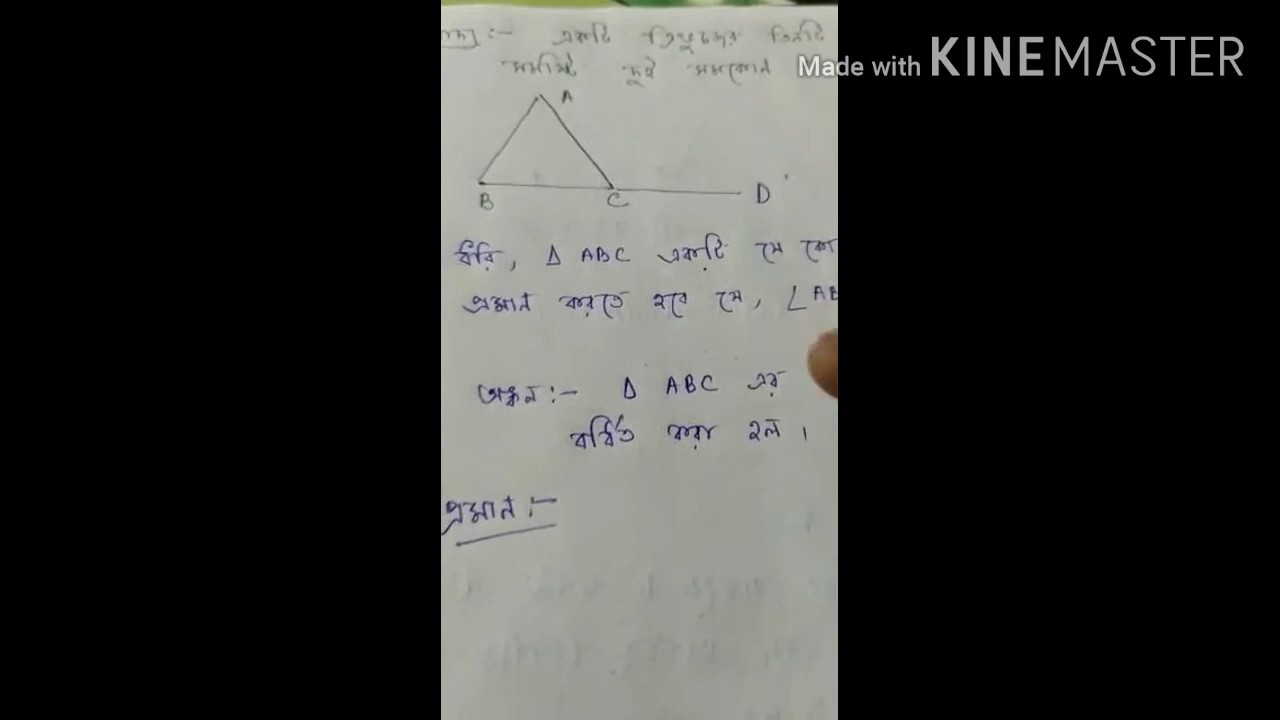 একটি ত্রিভুজের তিনটি
সমষ্টি দুই সমকোন
Made with KINEMASTER
A
B
C
D
ধরি, Δ ABC একটি যে কো
প্রমান করতে হবে যে, ∠AB
অঙ্কন:- Δ ABC এর
বর্ধিত করা হল।
প্রমান:-